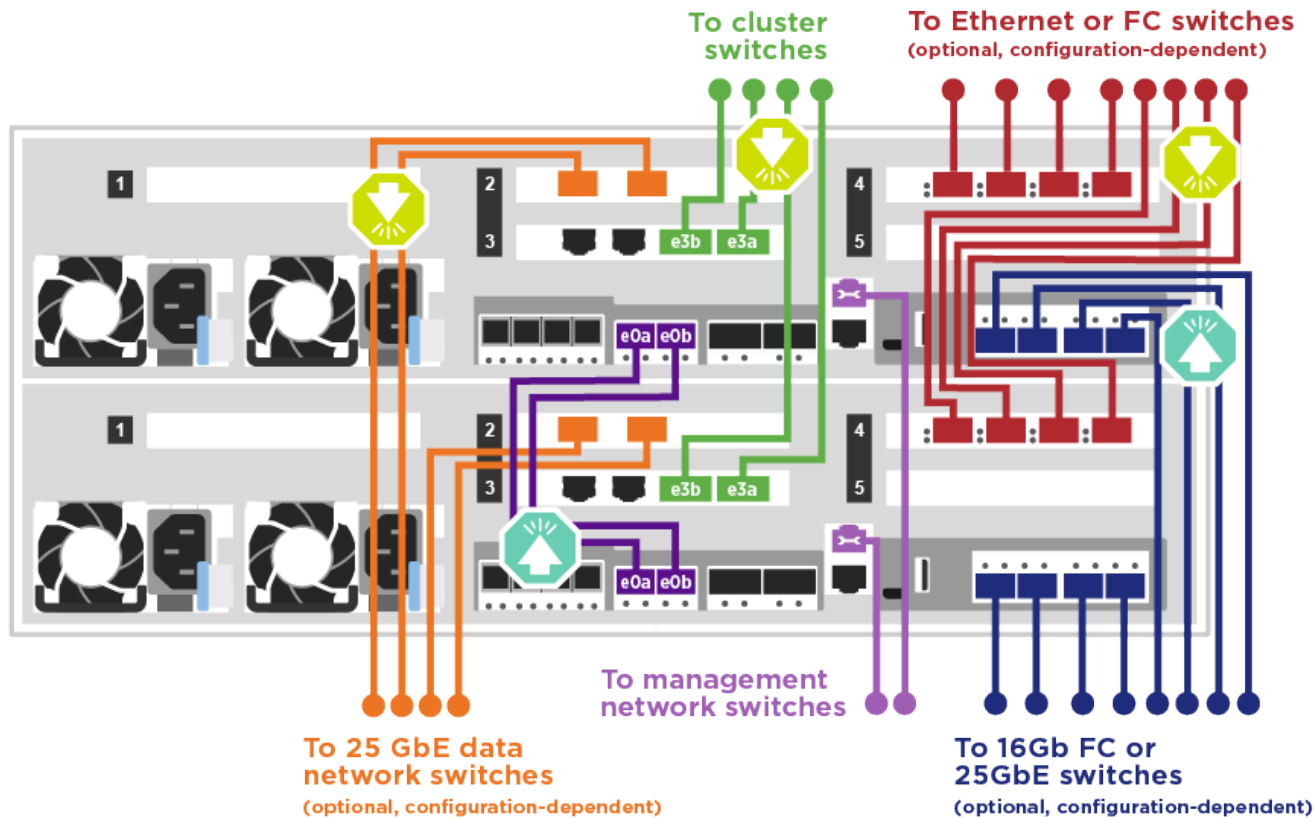 To cluster
switches
To Ethernet or FC switches
(optional, configuration-dependent)
1
2
4
3
e3b
e3a
5
e0a
e0b
1
2
4
3
e3b
e3a
5
e0a
e0b
To management
network switches
To 25 GbE data
network switches
(optional, configuration-dependent)
To 16Gb FC or
25GbE switches
(optional, configuration-dependent)